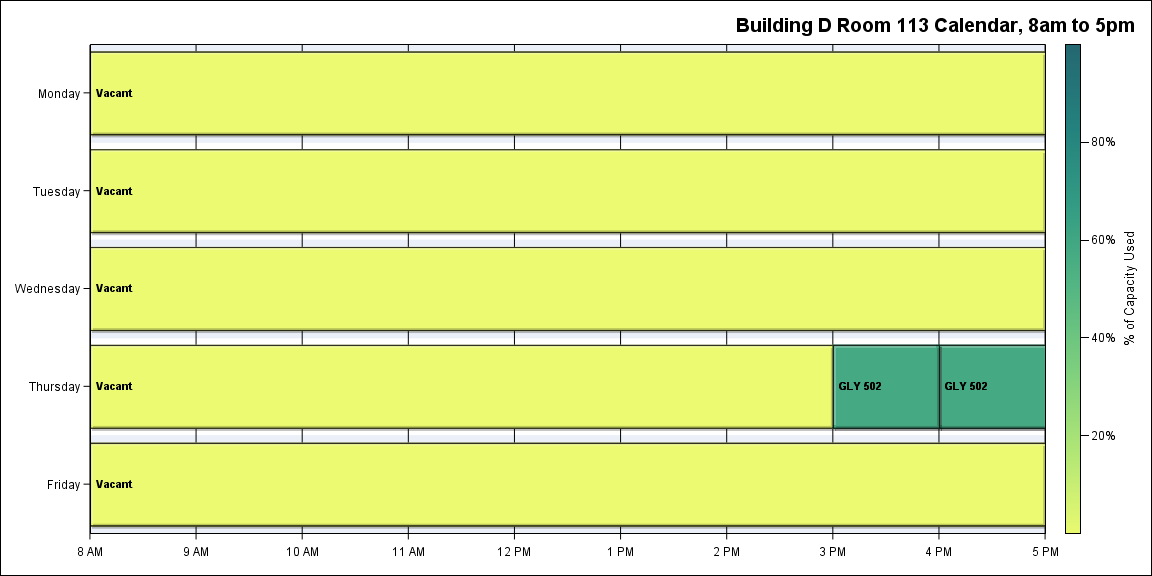 Building D Room 113 Calendar, 8am to 5pm
Monday
Vacant
Tuesday
Vacant
Wednesday
Vacant
Thursday
Vacant
GLY 502
GLY 502
Friday
Vacant
8 AM
9 AM
10 AM
11 AM
12 PM
1 PM
2 PM
3 PM
4 PM
5 PM
80%
60%
40%
20%
% of Capacity Used